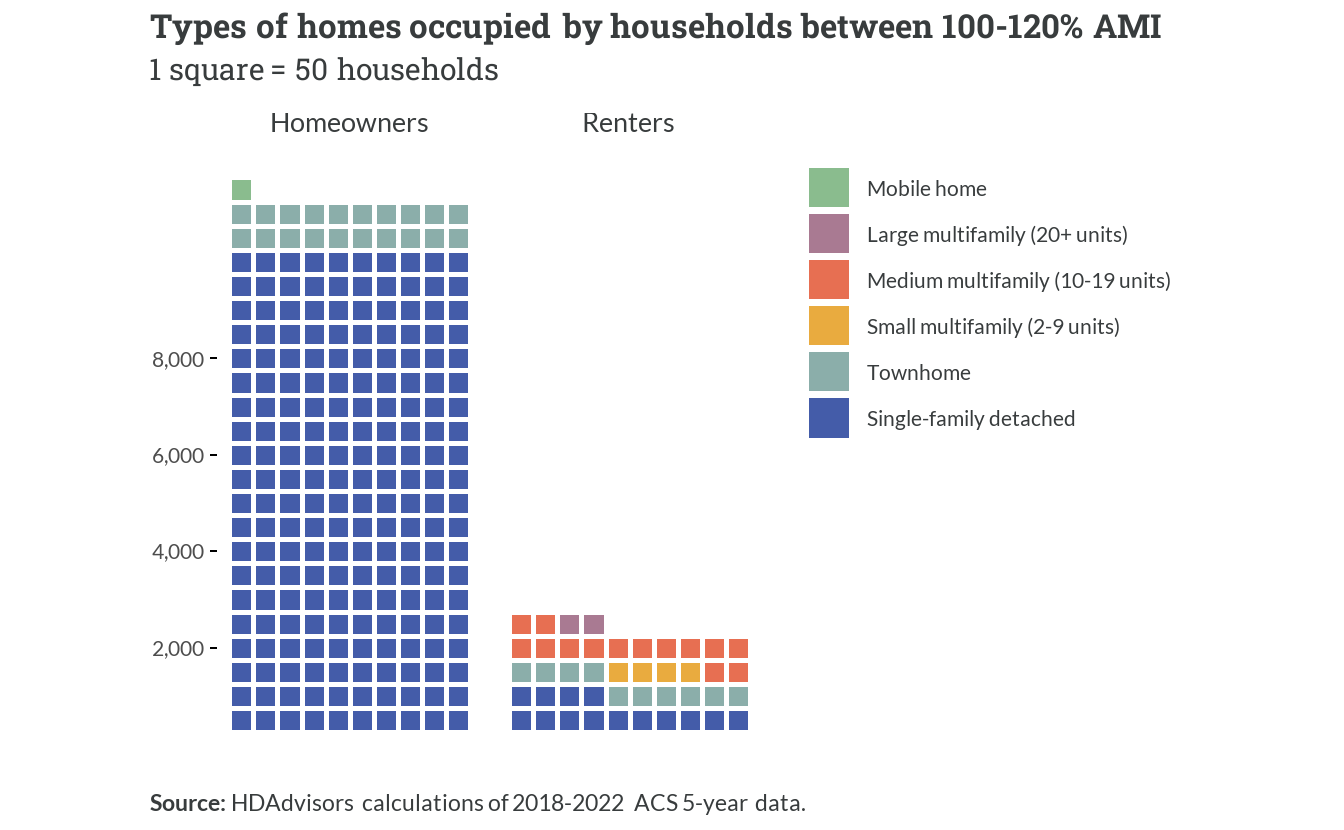 Types of homes occupied by households between 100-120% AMI
1 square = 50 households
Homeowners
Renters
Mobile home
Large multifamily (20+ units)
Medium multifamily (10-19 units)
Small multifamily (2-9 units)
Townhome
Single-family detached
8,000
6,000
4,000
2,000
Source: HDAdvisors calculations of 2018-2022 ACS 5-year data.